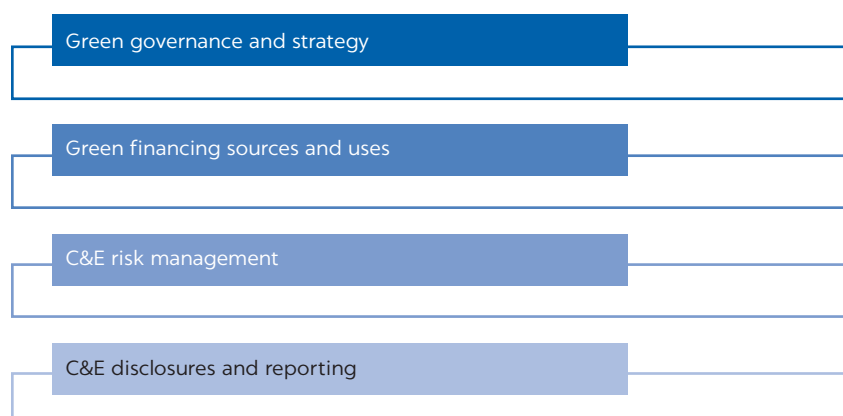 Green governance and strategy
Green financing sources and uses
C&E risk management
C&E disclosures and reporting